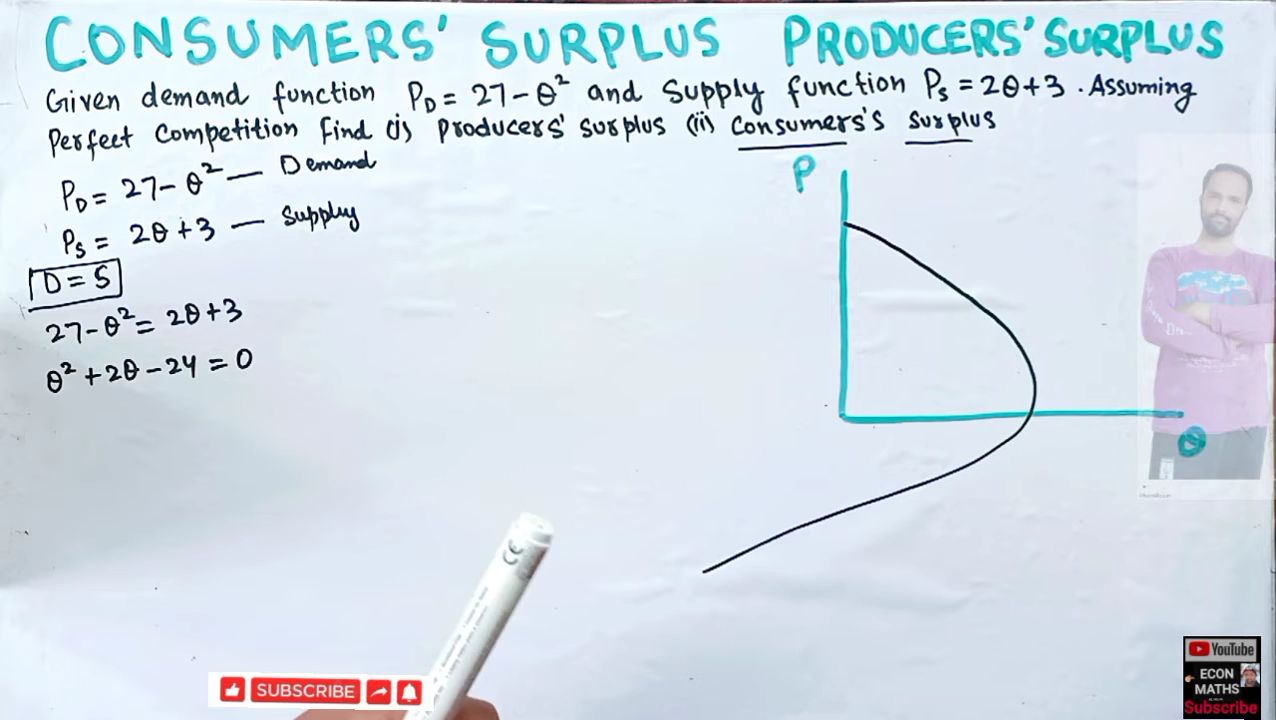 CONSUMERS' SURPLUS PRODUCERS' SURPLUS
Given demand function P_D = 27 - θ² and Supply function P_S = 2θ + 3 . Assuming
Perfect Competition Find (i) Producers' surplus (ii) Consumers's Surplus
P_D = 27 - θ² — Demand
P_S = 2θ + 3 — Supply
D = S
27 - θ² = 2θ + 3
θ² + 2θ - 24 = 0
P
θ
CE
SUBSCRIBE
YouTube
ECON
MATHS
Subscribe